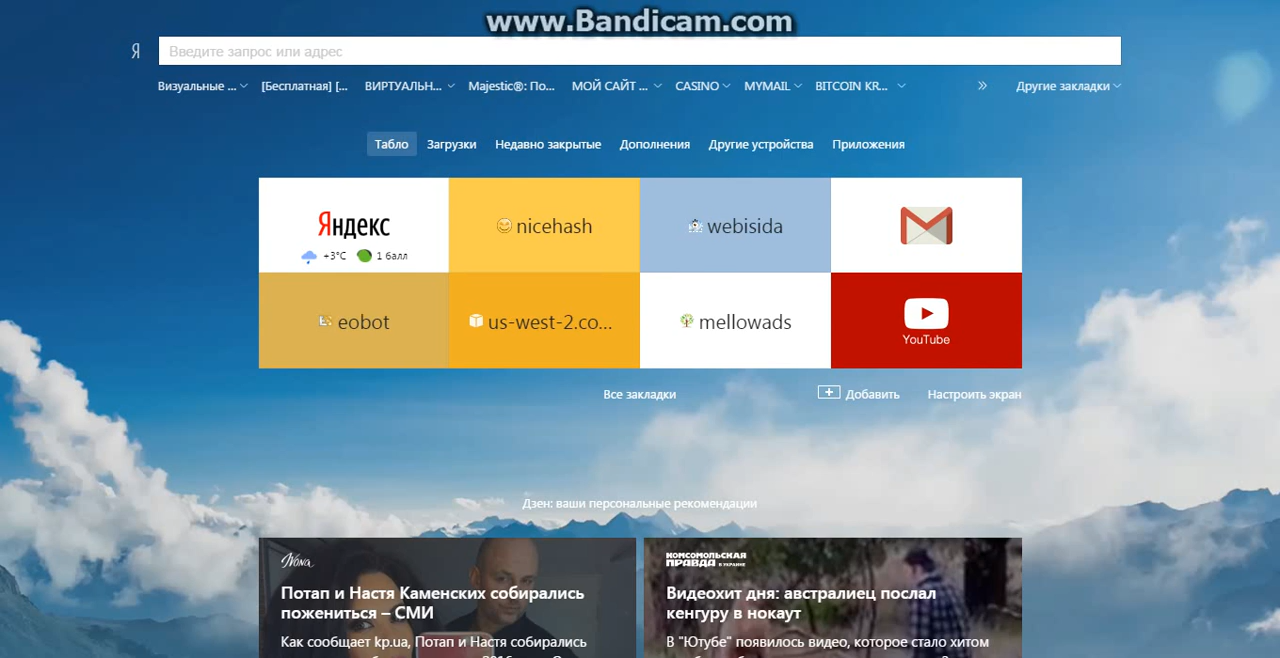 www.Bandicam.com
Я
Введите запрос или адрес
Визуальные ... [Бесплатная] [... ВИРТУАЛЬН... Majestic®: По... МОЙ САЙТ ... CASINO MYMAIL BITCOIN KR... » Другие закладки
Табло Загрузки Недавно закрытые Дополнения Другие устройства Приложения
Яндекс
+3°C 1 балл
nicehash
webisida
eobot
us-west-2.co...
mellowads
YouTube
Все закладки
Добавить
Настроить экран
Дзен: ваши персональные рекомендации
Nona
Потап и Настя Каменских собирались
пожениться – СМИ
Как сообщает kp.ua, Потап и Настя собирались
КОМСОМОЛЬСКАЯ
ПРАВДА В УКРАИНЕ
Видеохит дня: австралиец послал
кенгуру в нокаут
В "Ютубе" появилось видео, которое стало хитом